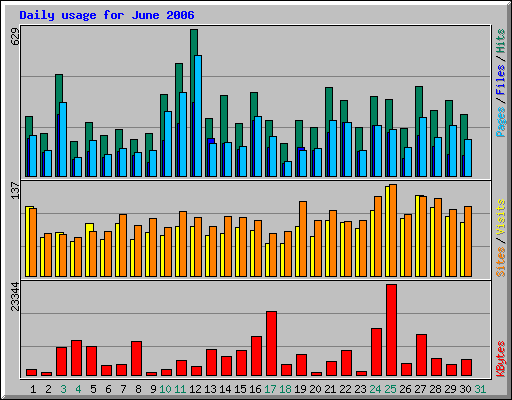 Daily usage for June 2006
629
137
23344
Pages / Files / Hits
Sites / Visits
KBytes
1 2 3 4 5 6 7 8 9 10 11 12 13 14 15 16 17 18 19 20 21 22 23 24 25 26 27 28 29 30 31